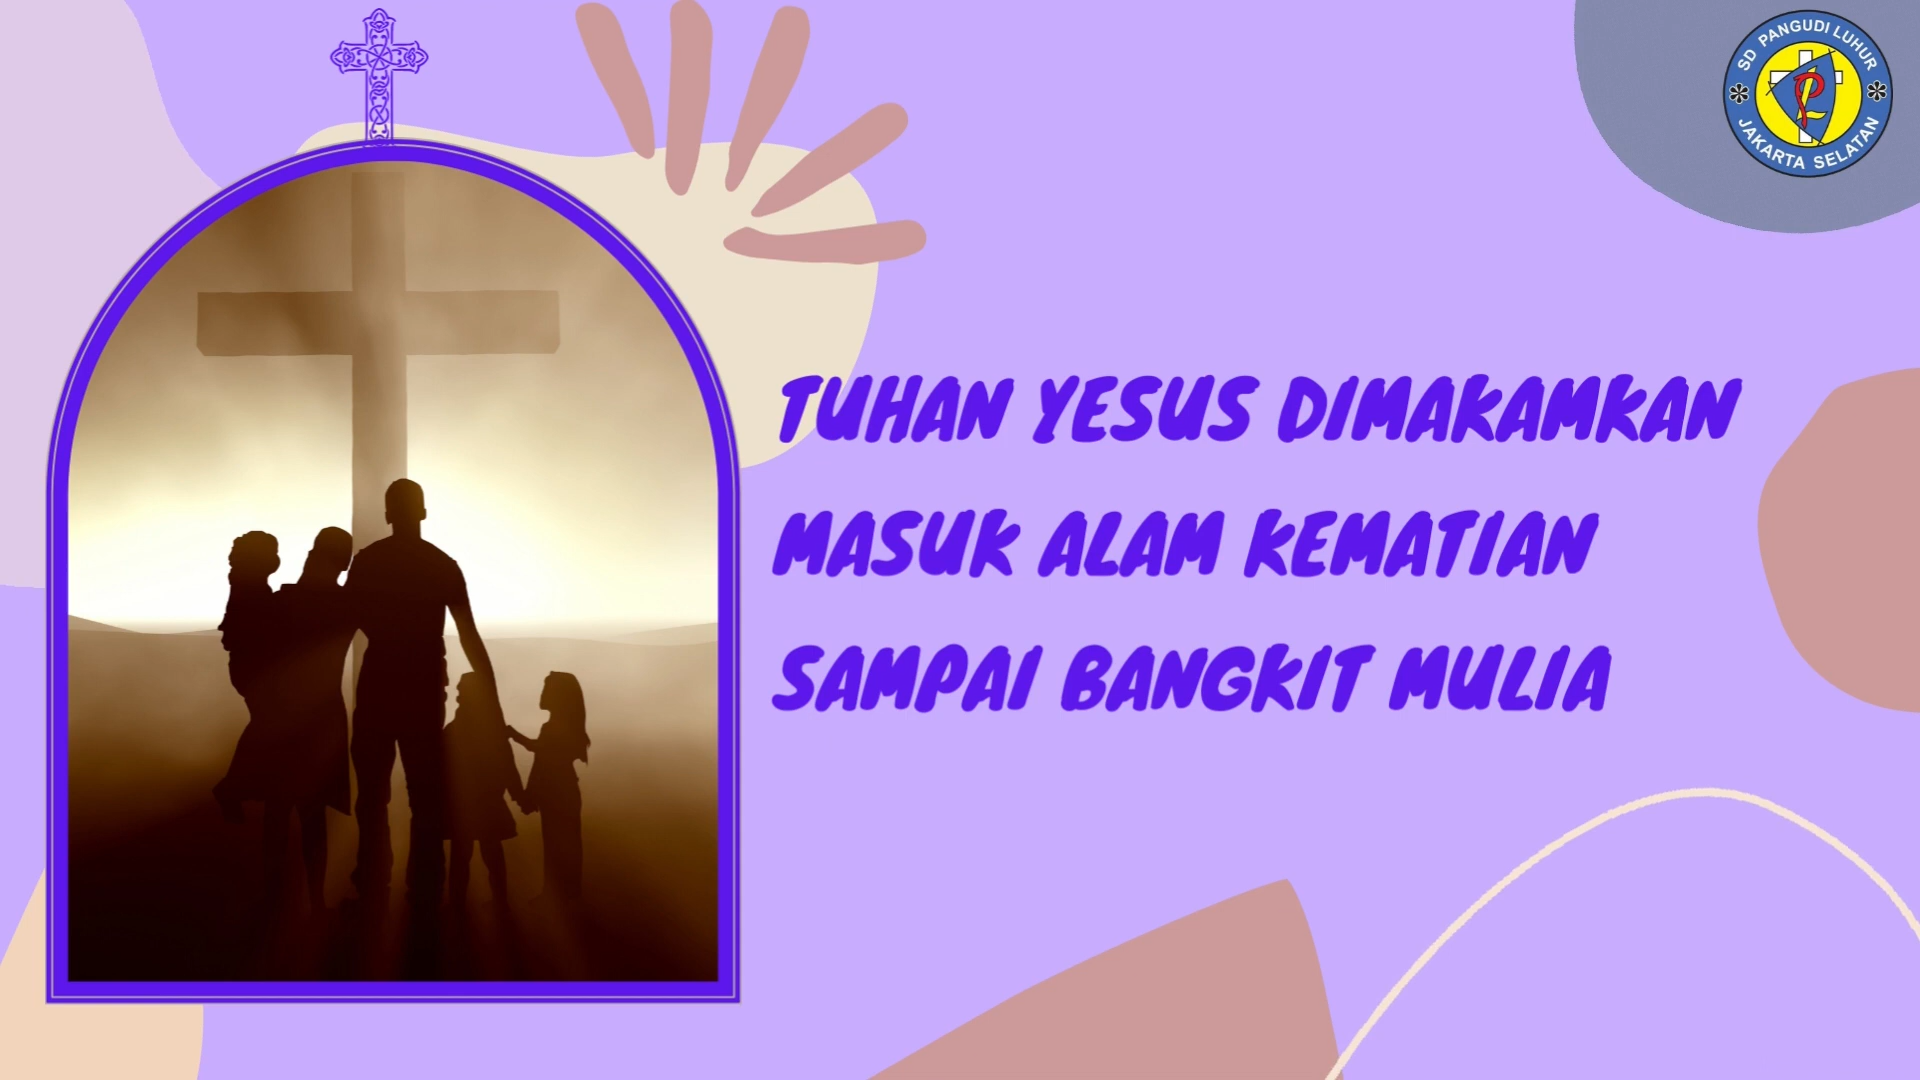 SD PANGUDI LUHUR
JAKARTA SELATAN
TUHAN YESUS DIMAKAMKAN
MASUK ALAM KEMATIAN
SAMPAI BANGKIT MULIA